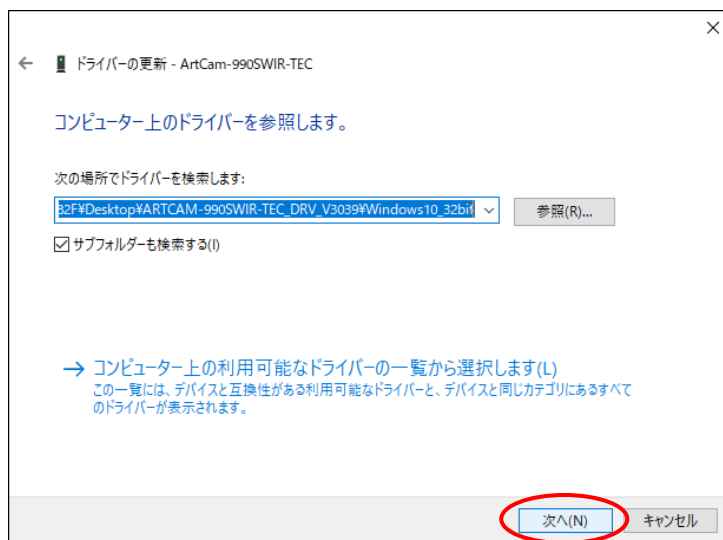 ドライバーの更新 - ArtCam-990SWIR-TEC
コンピューター上のドライバーを参照します。
次の場所でドライバーを検索します:
B2F¥Desktop¥ARTCAM-990SWIR-TEC_DRV_V3039¥Windows10_32bit
参照(R)...
サブフォルダーも検索する(I)
コンピューター上の利用可能なドライバーの一覧から選択します(L)
この一覧には、デバイスと互換性がある利用可能なドライバーと、デバイスと同じカテゴリにあるすべて
のドライバーが表示されます。
次へ(N)
キャンセル